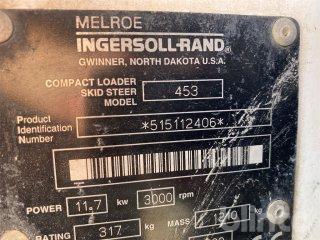 MELROE
INGERSOLL-RAND®
GWINNER, NORTH DAKOTA U.S.A.
COMPACT LOADER
SKID STEER
MODEL 453
Product
Identification *515112406*
Number
POWER 11.7 kw 3000 rpm
RATING 317 kg MASS 1210 kg